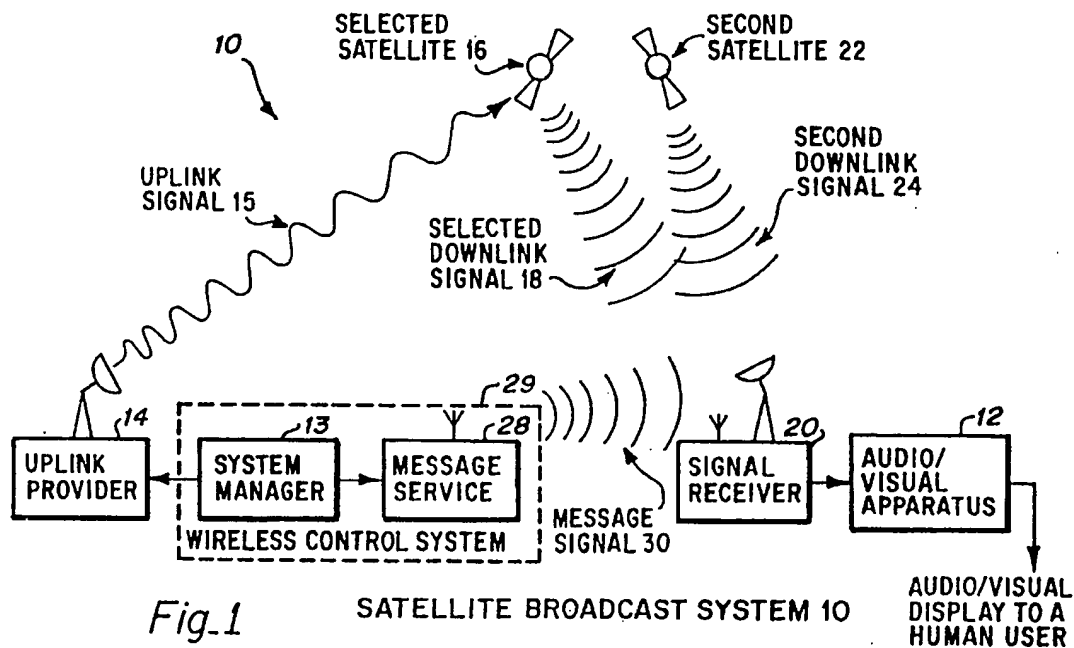 SELECTED
SATELLITE 16
SECOND
SATELLITE 22
10
SECOND
DOWNLINK
SIGNAL 24
UPLINK
SIGNAL 15
SELECTED
DOWNLINK
SIGNAL 18
29
14
13
28
20
12
UPLINK
PROVIDER
SYSTEM
MANAGER
MESSAGE
SERVICE
SIGNAL
RECEIVER
AUDIO/
VISUAL
APPARATUS
WIRELESS CONTROL SYSTEM
MESSAGE
SIGNAL 30
AUDIO/VISUAL
DISPLAY TO A
HUMAN USER
Fig_1
SATELLITE BROADCAST SYSTEM 10